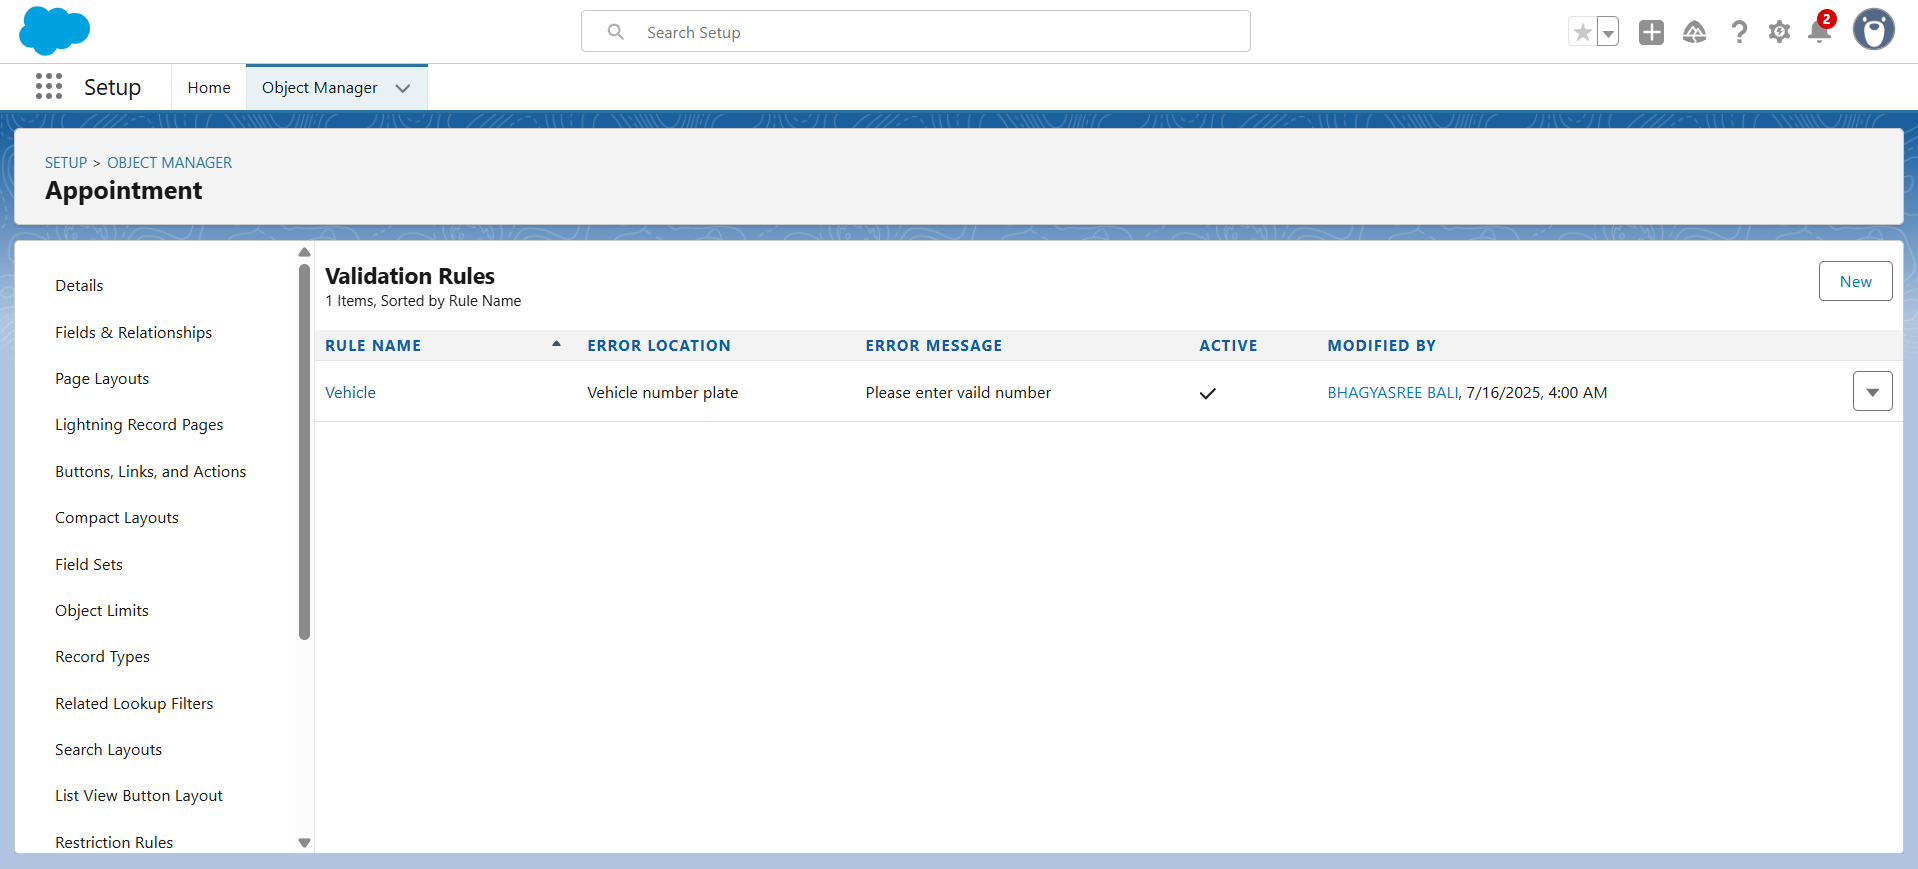 Search Setup
2
Setup
Home
Object Manager
SETUP > OBJECT MANAGER
Appointment
Details
Fields & Relationships
Page Layouts
Lightning Record Pages
Buttons, Links, and Actions
Compact Layouts
Field Sets
Object Limits
Record Types
Related Lookup Filters
Search Layouts
List View Button Layout
Restriction Rules
Validation Rules
1 Items, Sorted by Rule Name
New
RULE NAME ERROR LOCATION ERROR MESSAGE ACTIVE MODIFIED BY
Vehicle Vehicle number plate Please enter vaild number BHAGYASREE BALI, 7/16/2025, 4:00 AM